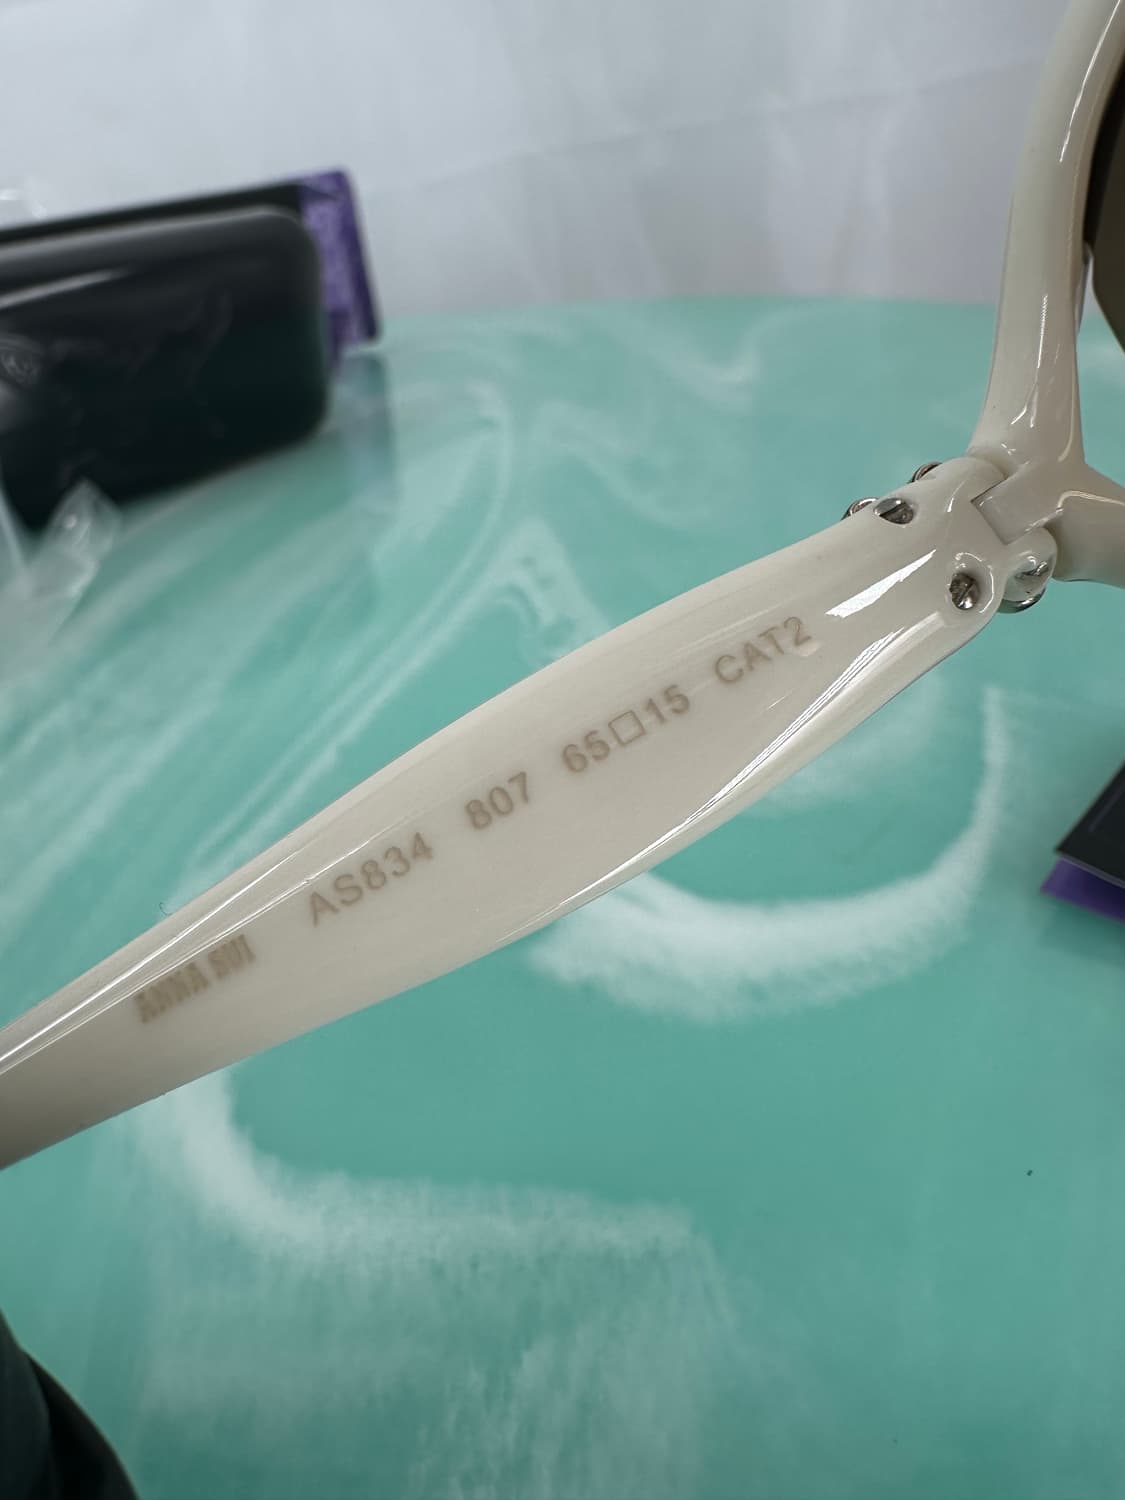 ANNA SUI AS834 807 65□15 CAT2